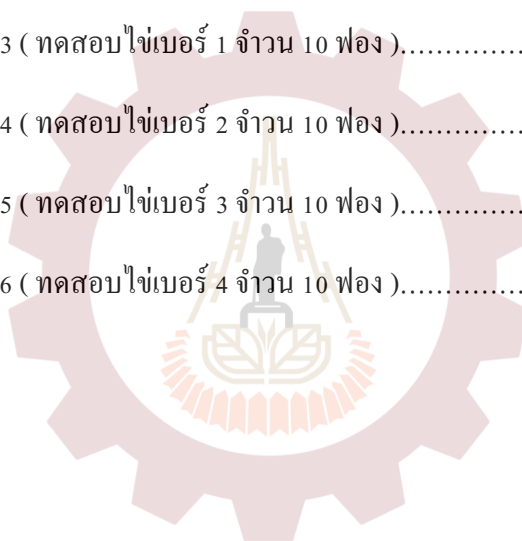 3 ( ทดสอบไข่เบอร์ 1 จำวน 10 ฟอง )……………
4 ( ทดสอบไข่เบอร์ 2 จำวน 10 ฟอง )……………
5 ( ทดสอบไข่เบอร์ 3 จำวน 10 ฟอง )……………
6 ( ทดสอบไข่เบอร์ 4 จำวน 10 ฟอง )……………